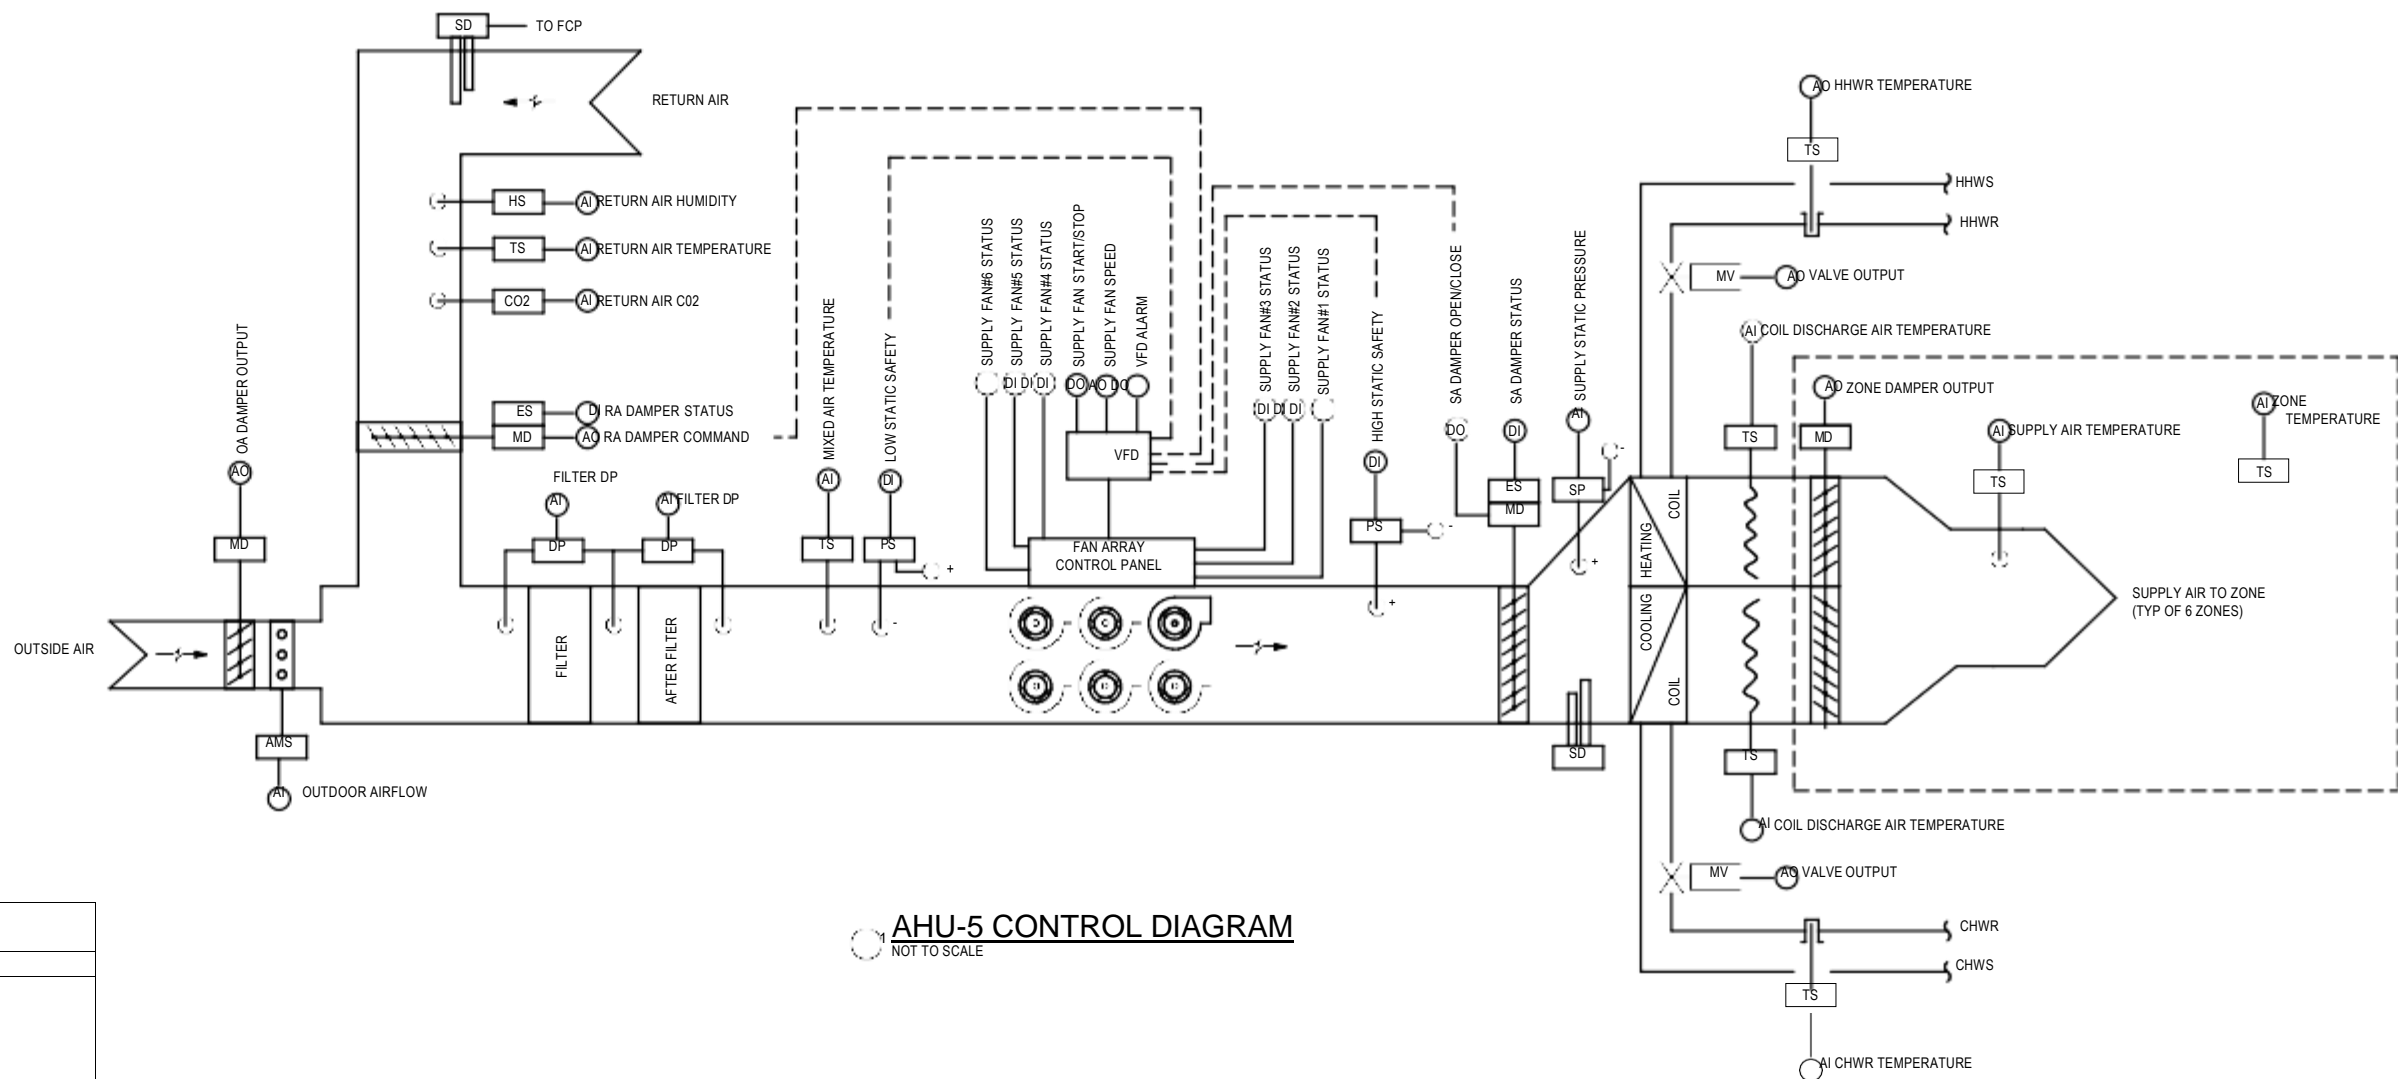 SD
TO FCP
RETURN AIR
HS
AI
RETURN AIR HUMIDITY
TS
AI
RETURN AIR TEMPERATURE
CO2
AI
RETURN AIR C02
ES
DI
RA DAMPER STATUS
MD
AO
RA DAMPER COMMAND
OA DAMPER OUTPUT
AO
MD
OUTSIDE AIR
AMS
AI
OUTDOOR AIRFLOW
FILTER DP
AI
DP
AI
FILTER DP
DP
FILTER
AFTER FILTER
MIXED AIR TEMPERATURE
AI
TS
LOW STATIC SAFETY
DI
PS
+
-
SUPPLY FAN#6 STATUS
SUPPLY FAN#5 STATUS
SUPPLY FAN#4 STATUS
DI
DI
DI
SUPPLY FAN START/STOP
SUPPLY FAN SPEED
VFD ALARM
DO
AO
DO
VFD
FAN ARRAY
CONTROL PANEL
SUPPLY FAN#3 STATUS
SUPPLY FAN#2 STATUS
SUPPLY FAN#1 STATUS
DI
DI
DI
HIGH STATIC SAFETY
DI
PS
-
+
SA DAMPER OPEN/CLOSE
DO
SA DAMPER STATUS
DI
ES
MD
SUPPLY STATIC PRESSURE
AI
-
SP
+
SD
HEATING
COIL
COOLING
COIL
AO HHWR TEMPERATURE
TS
HHWS
HHWR
MV
AO VALVE OUTPUT
AI COIL DISCHARGE AIR TEMPERATURE
TS
AO ZONE DAMPER OUTPUT
MD
AI SUPPLY AIR TEMPERATURE
TS
AI ZONE
TEMPERATURE
TS
SUPPLY AIR TO ZONE
(TYP OF 6 ZONES)
TS
AI COIL DISCHARGE AIR TEMPERATURE
MV
AO VALVE OUTPUT
CHWR
CHWS
TS
AI CHWR TEMPERATURE
1
AHU-5 CONTROL DIAGRAM
NOT TO SCALE